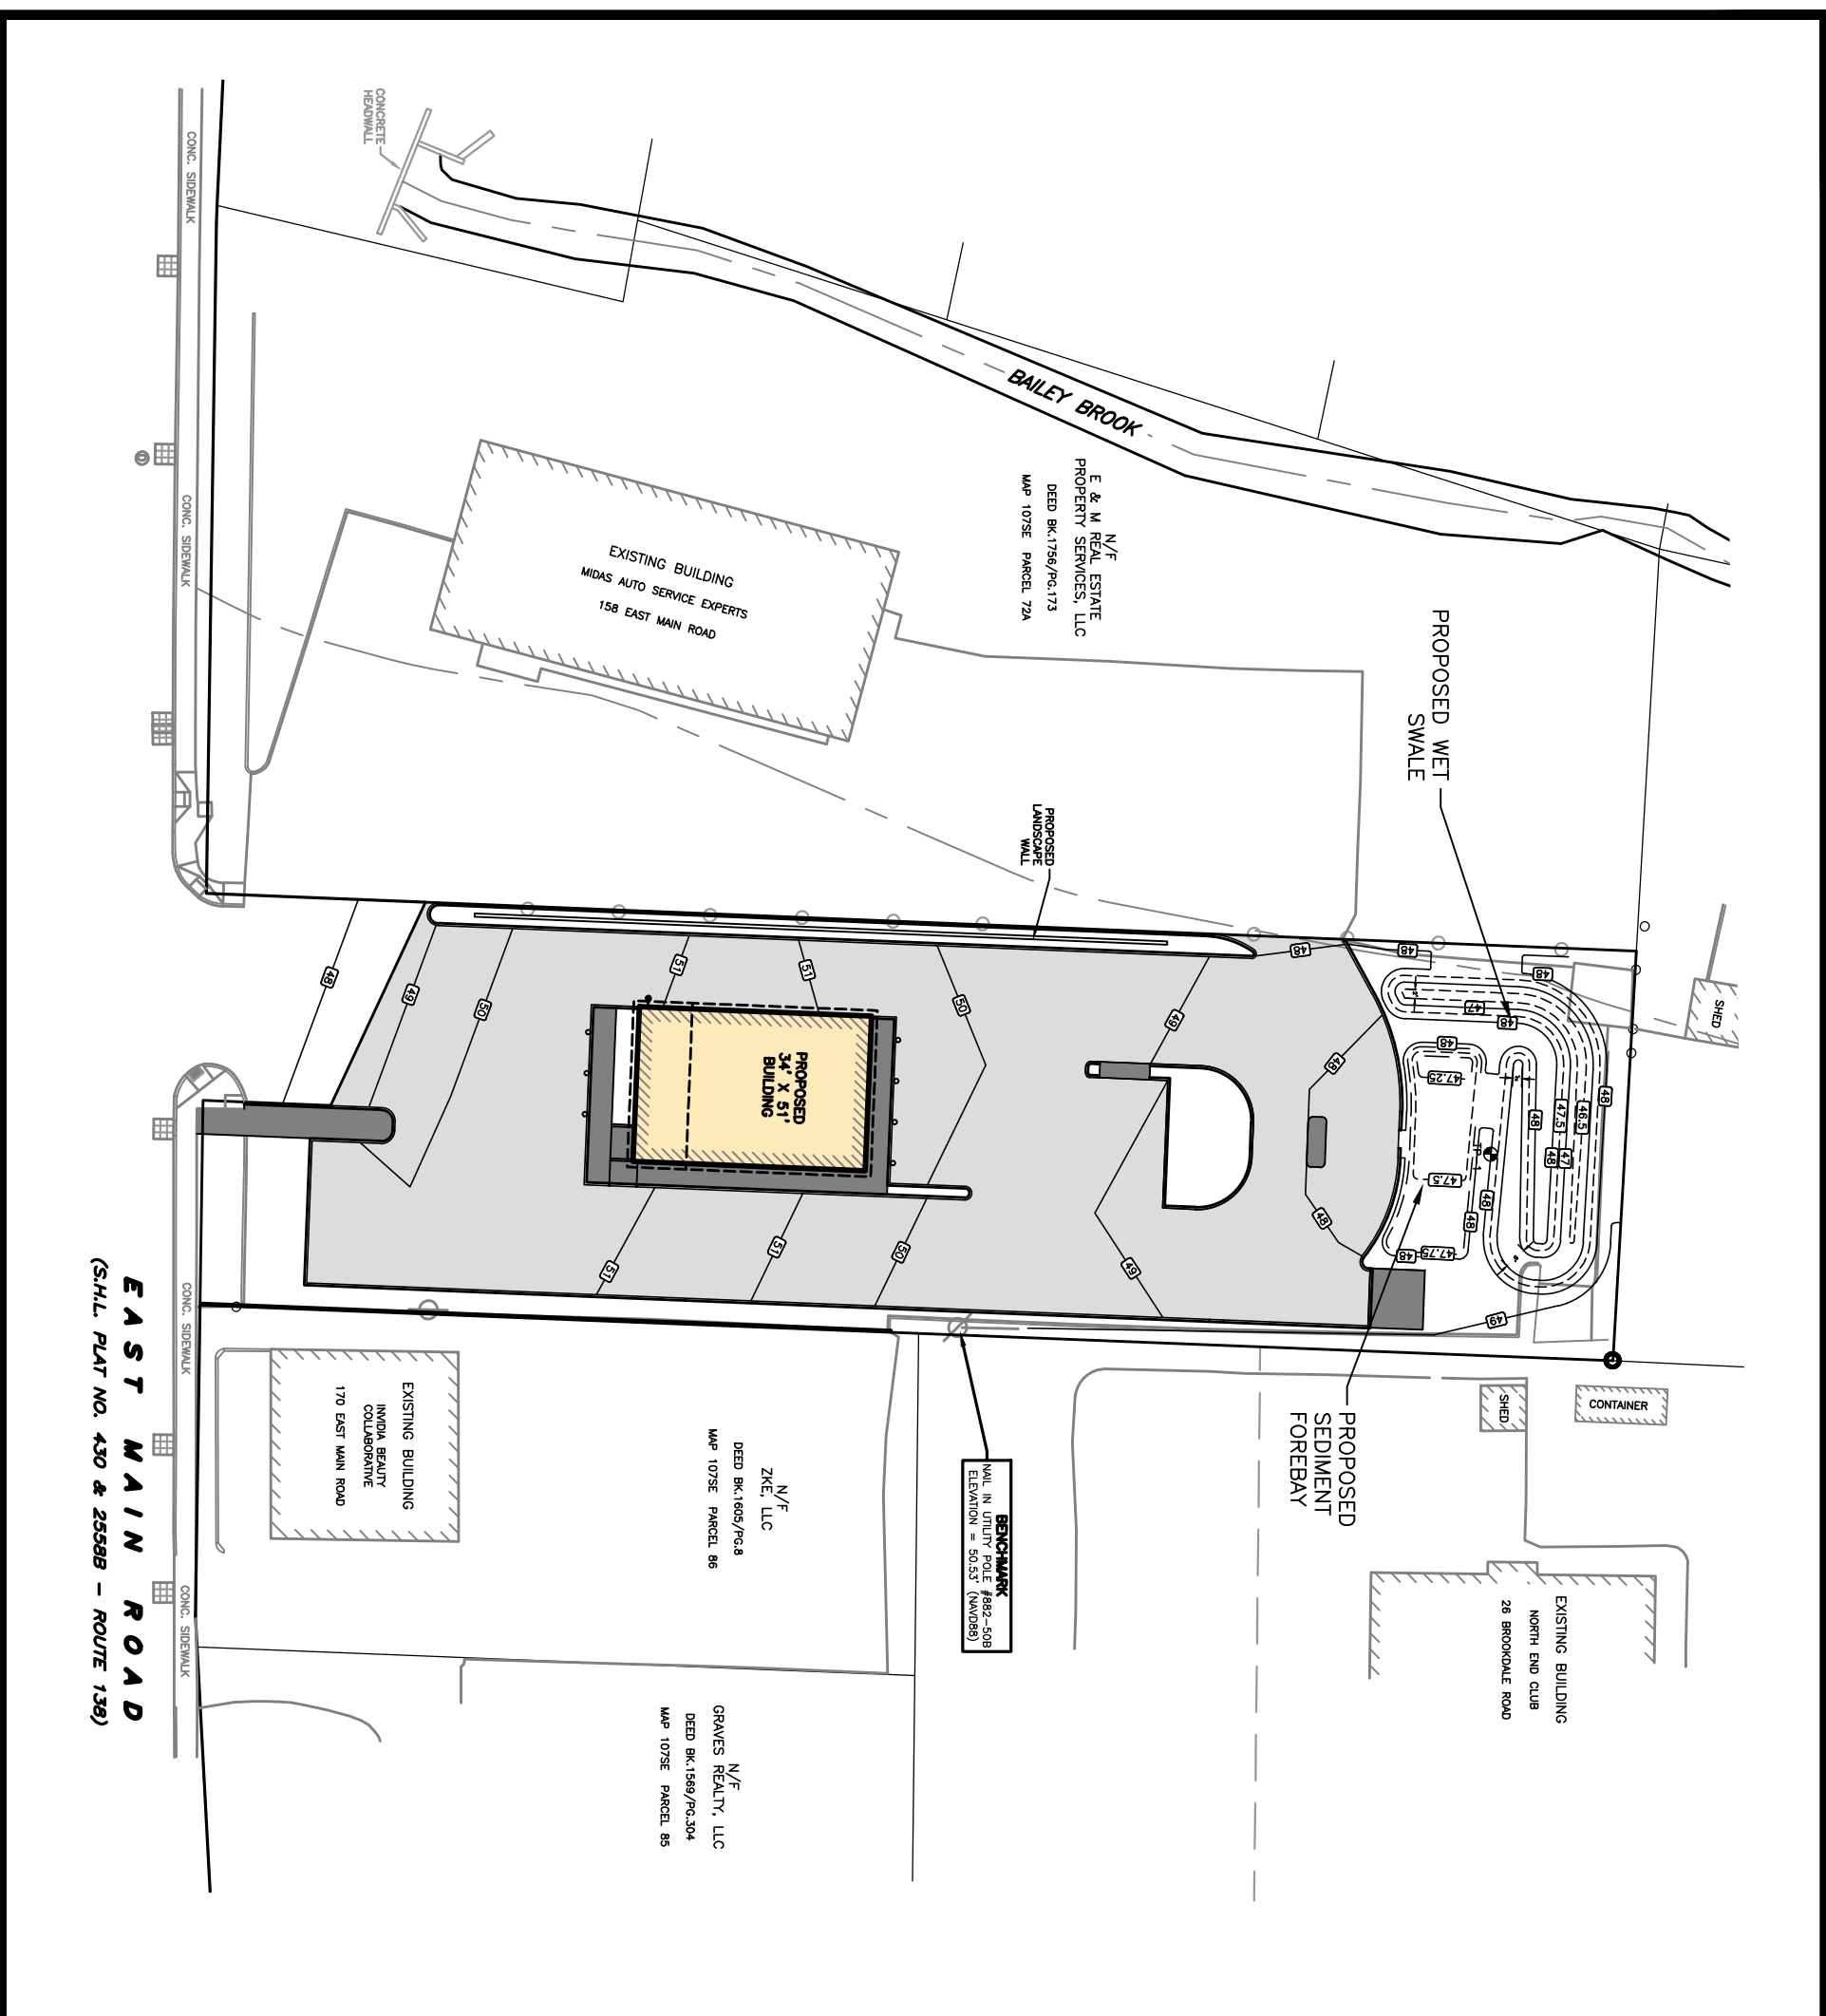 CONCRETE
HEADWALL
CONC. SIDEWALK
BAILEY BROOK
N/F
E & M REAL ESTATE
PROPERTY SERVICES, LLC
DEED BK.1756/PG.173
MAP 107SE PARCEL 72A
CONC. SIDEWALK
EXISTING BUILDING
MIDAS AUTO SERVICE EXPERTS
158 EAST MAIN ROAD
PROPOSED WET
SWALE
PROPOSED
LANDSCAPE
WALL
SHED
48
48
48
48
49
50
51
51
50
49
48
47
48
48
47.25
48
47.5
46.5
48
48
47
48
TP-1
47.5
48
48
48
47.75
48
51
51
50
49
49
PROPOSED
34' X 51'
BUILDING
PROPOSED
SEDIMENT
FOREBAY
CONC. SIDEWALK
EXISTING BUILDING
INVIDIA BEAUTY
COLLABORATIVE
170 EAST MAIN ROAD
N/F
ZKE, LLC
DEED BK.1605/PG.8
MAP 107SE PARCEL 86
BENCHMARK
NAIL IN UTILITY POLE #882-50B
ELEVATION = 50.53' (NAVD88)
SHED
CONTAINER
EXISTING BUILDING
NORTH END CLUB
26 BROOKDALE ROAD
CONC. SIDEWALK
N/F
GRAVES REALTY, LLC
DEED BK.1569/PG.304
MAP 107SE PARCEL 85
EAST MAIN ROAD
(S.H.L. PLAT NO. 430 & 2558B - ROUTE 138)